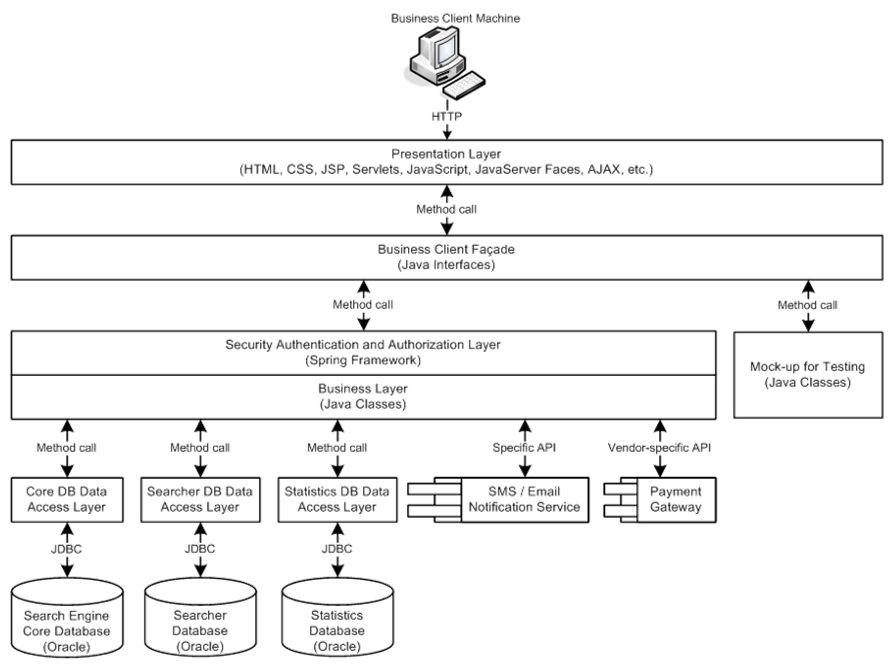 Business Client Machine
HTTP
Presentation Layer
(HTML, CSS, JSP, Servlets, JavaScript, JavaServer Faces, AJAX, etc.)
Method call
Business Client Façade
(Java Interfaces)
Method call
Method call
Security Authentication and Authorization Layer
(Spring Framework)
Business Layer
(Java Classes)
Mock-up for Testing
(Java Classes)
Method call
Method call
Method call
Specific API
Vendor-specific API
Core DB Data
Access Layer
Searcher DB Data
Access Layer
Statistics DB Data
Access Layer
SMS / Email
Notification Service
Payment
Gateway
JDBC
JDBC
JDBC
Search Engine
Core Database
(Oracle)
Searcher
Database
(Oracle)
Statistics
Database
(Oracle)